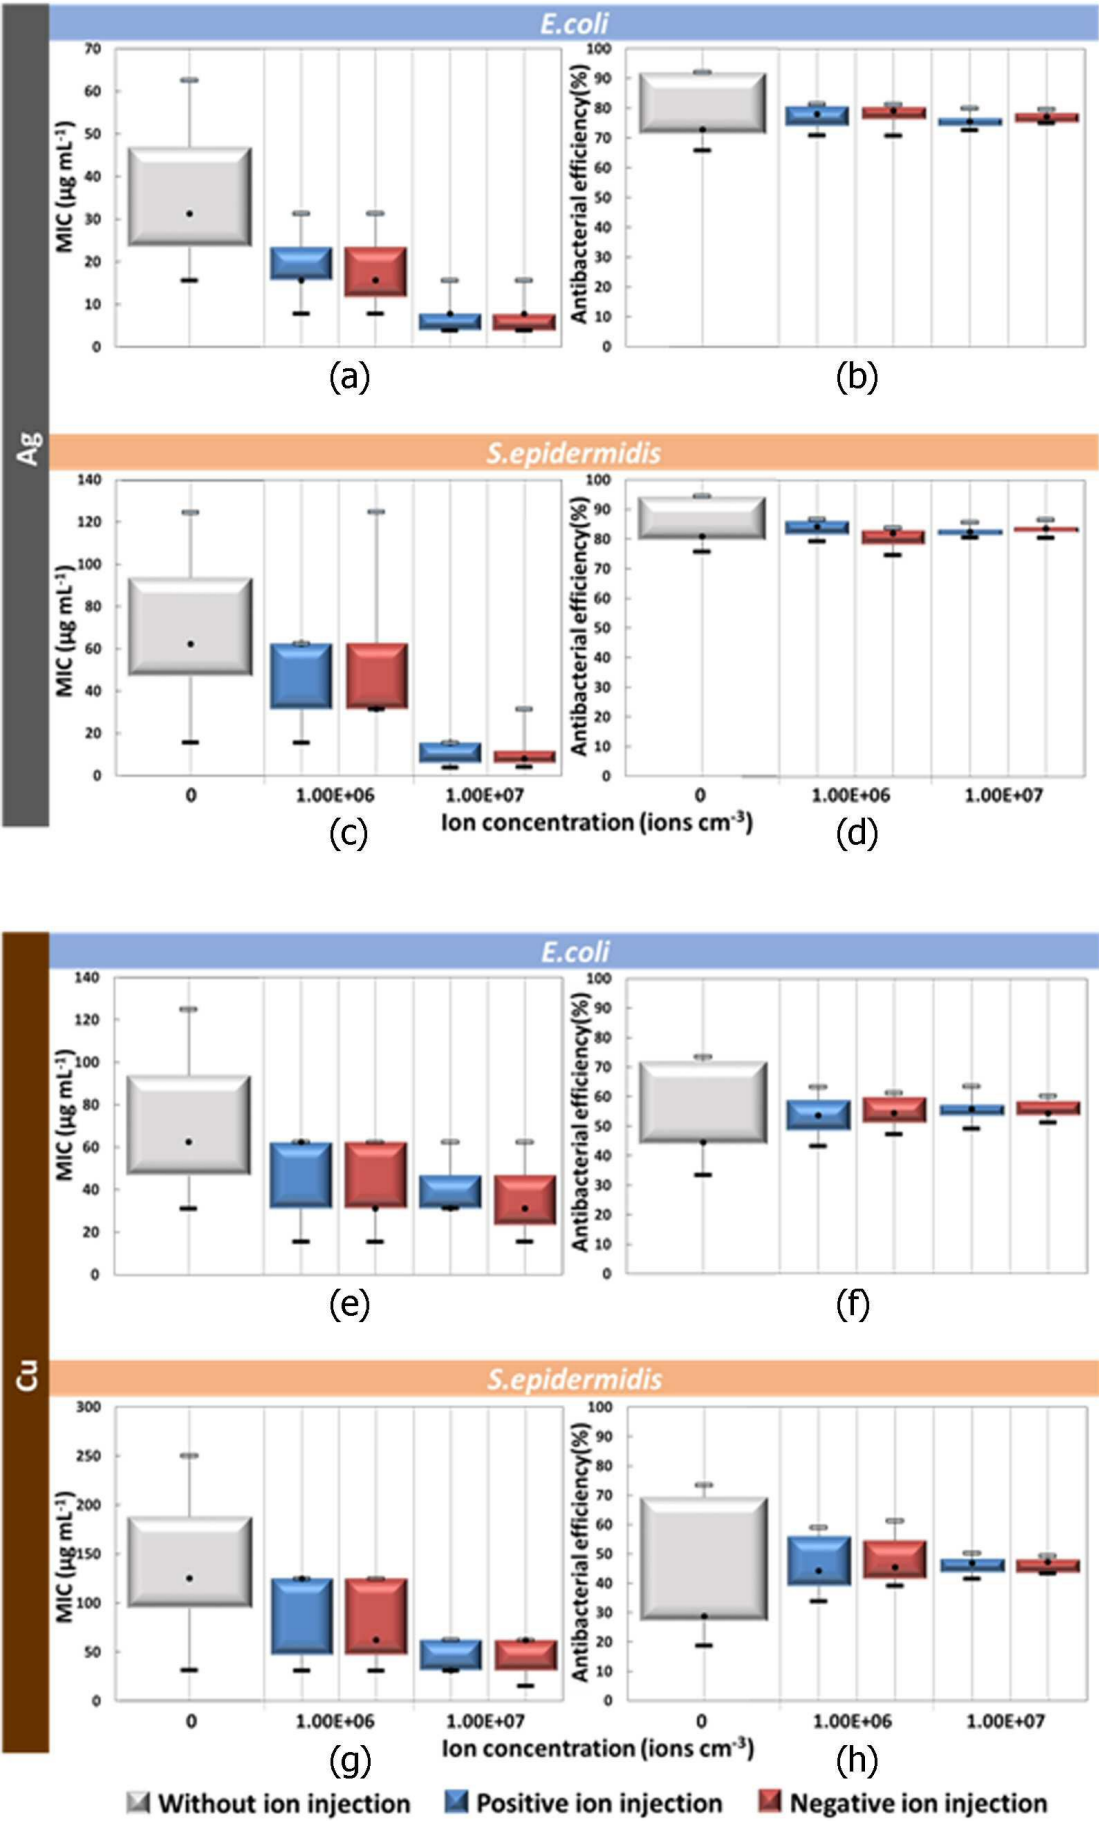 Ag
E.coli
MIC (µg mL-1)
70
60
50
40
30
20
10
0
(a)
Antibacterial efficiency(%)
100
90
80
70
60
50
40
30
20
10
0
(b)
S.epidermidis
MIC (µg mL-1)
140
120
100
80
60
40
20
0
0 1.00E+06 1.00E+07
(c)
Antibacterial efficiency(%)
100
90
80
70
60
50
40
30
20
10
0
0 1.00E+06 1.00E+07
(d)
Ion concentration (ions cm-3)
Cu
E.coli
MIC (µg mL-1)
140
120
100
80
60
40
20
0
(e)
Antibacterial efficiency(%)
100
90
80
70
60
50
40
30
20
10
0
(f)
S.epidermidis
MIC (µg mL-1)
300
250
200
150
100
50
0
0 1.00E+06 1.00E+07
(g)
Antibacterial efficiency(%)
100
90
80
70
60
50
40
30
20
10
0
0 1.00E+06 1.00E+07
(h)
Ion concentration (ions cm-3)
Without ion injection Positive ion injection Negative ion injection